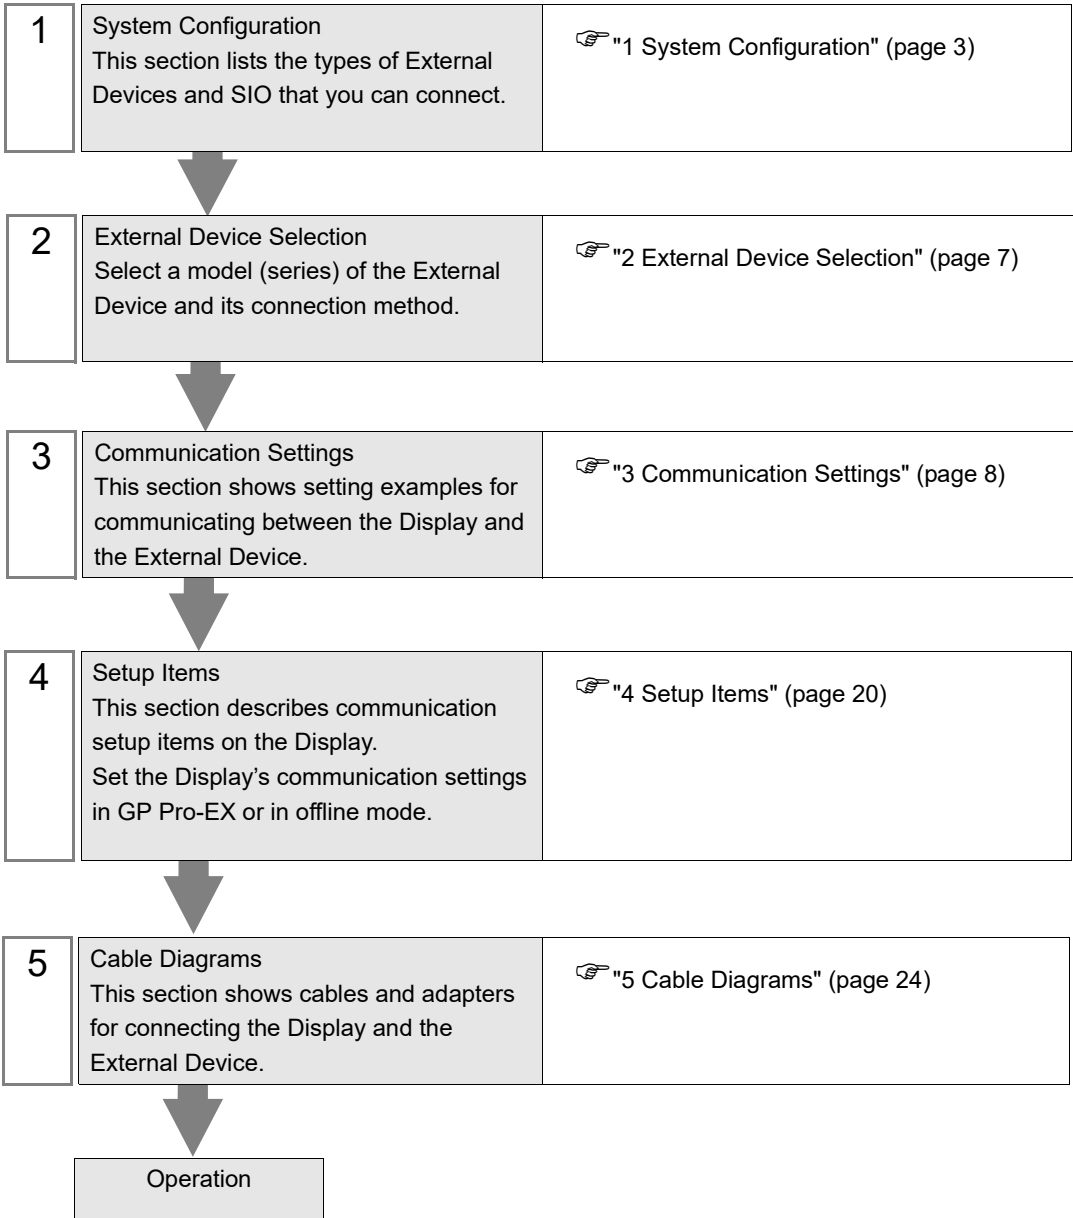 1
System Configuration
This section lists the types of External
Devices and SIO that you can connect.
"1 System Configuration" (page 3)
2
External Device Selection
Select a model (series) of the External
Device and its connection method.
"2 External Device Selection" (page 7)
3
Communication Settings
This section shows setting examples for
communicating between the Display and
the External Device.
"3 Communication Settings" (page 8)
4
Setup Items
This section describes communication
setup items on the Display.
Set the Display’s communication settings
in GP Pro-EX or in offline mode.
"4 Setup Items" (page 20)
5
Cable Diagrams
This section shows cables and adapters
for connecting the Display and the
External Device.
"5 Cable Diagrams" (page 24)
Operation